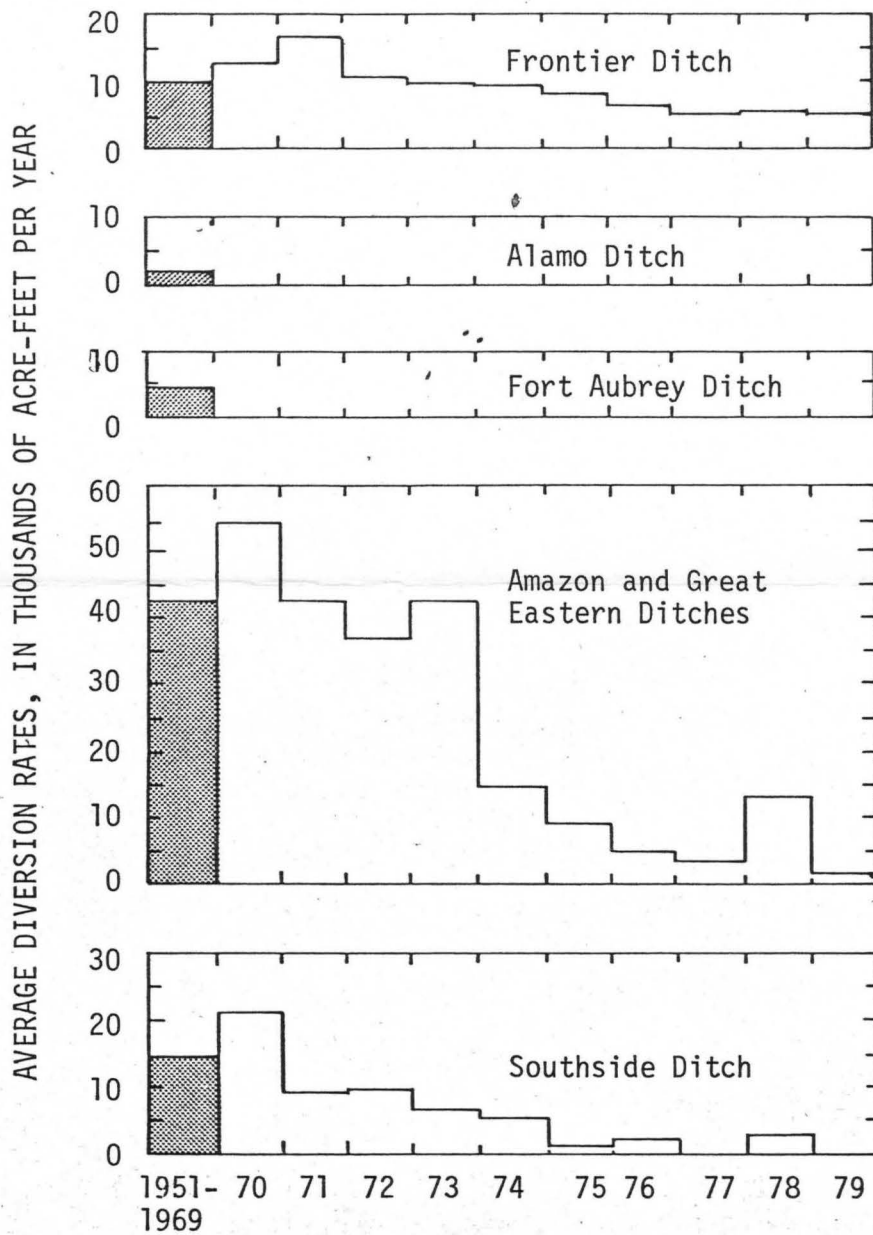 AVERAGE DIVERSION RATES, IN THOUSANDS OF ACRE-FEET PER YEAR
20
10
0
Frontier Ditch
10
0
Alamo Ditch
10
0
Fort Aubrey Ditch
60
50
40
30
20
10
0
Amazon and Great
Eastern Ditches
30
20
10
0
Southside Ditch
1951- 70 71 72 73 74 75 76 77 78 79
1969